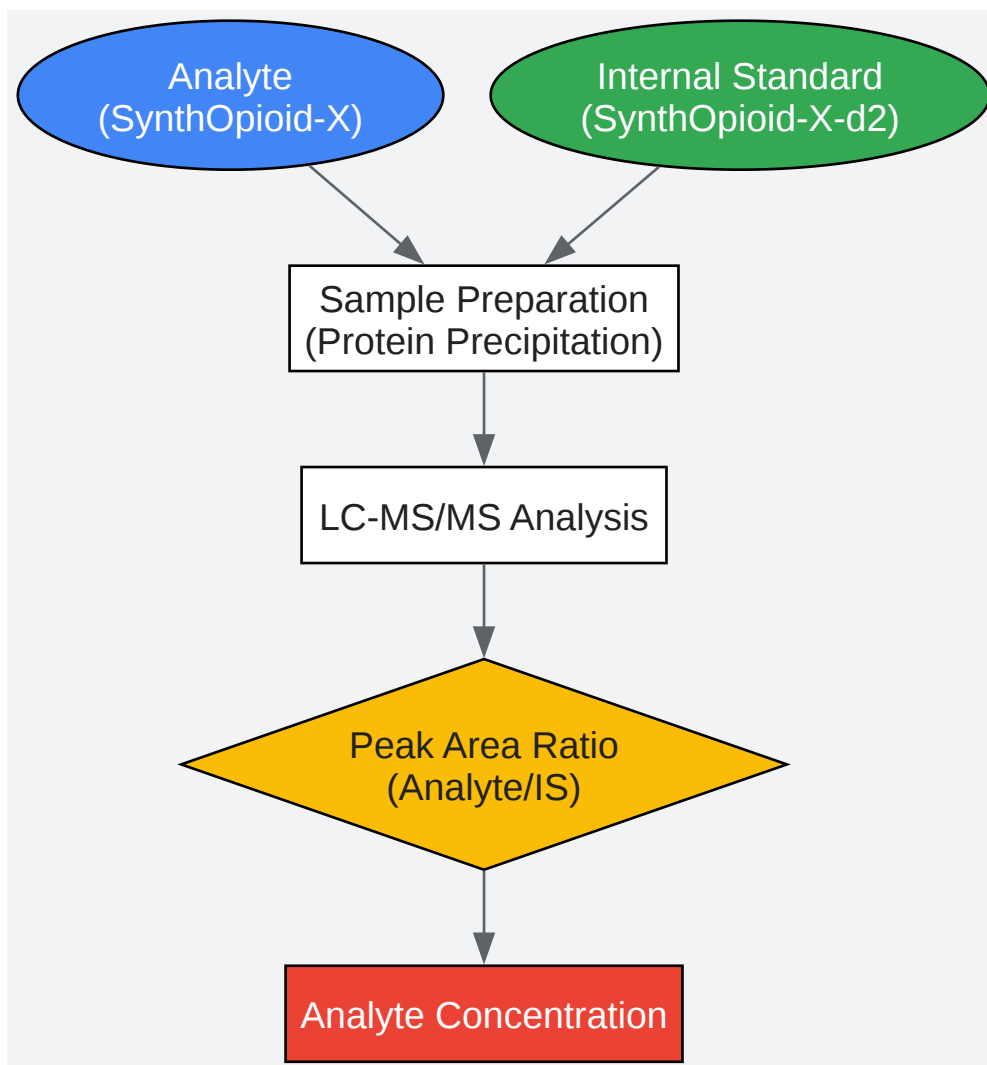 Analyte
(SynthOpioid-X)
Internal Standard
(SynthOpioid-X-d2)
Sample Preparation
(Protein Precipitation)
LC-MS/MS Analysis
Peak Area Ratio
(Analyte/IS)
Analyte Concentration